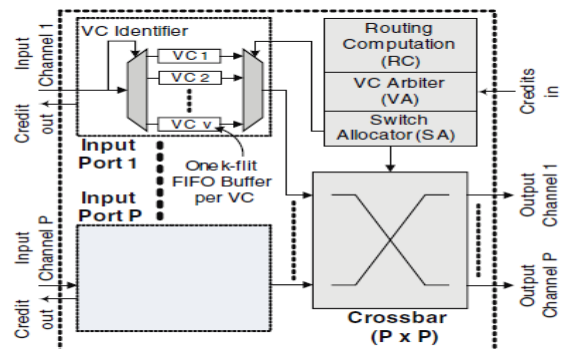 VC Identifier
Input
Channel 1
Credit
out
VC 1
VC 2
VC v
Input
Port 1
One k-flit
FIFO Buffer
per VC
Routing
Computation
(RC)
VC Arbiter
(VA)
Switch
Allocator (SA)
Credits
in
Input
Port P
Input
Channel P
Credit
out
Output
Channel 1
Output
Channel P
Crossbar
(P x P)